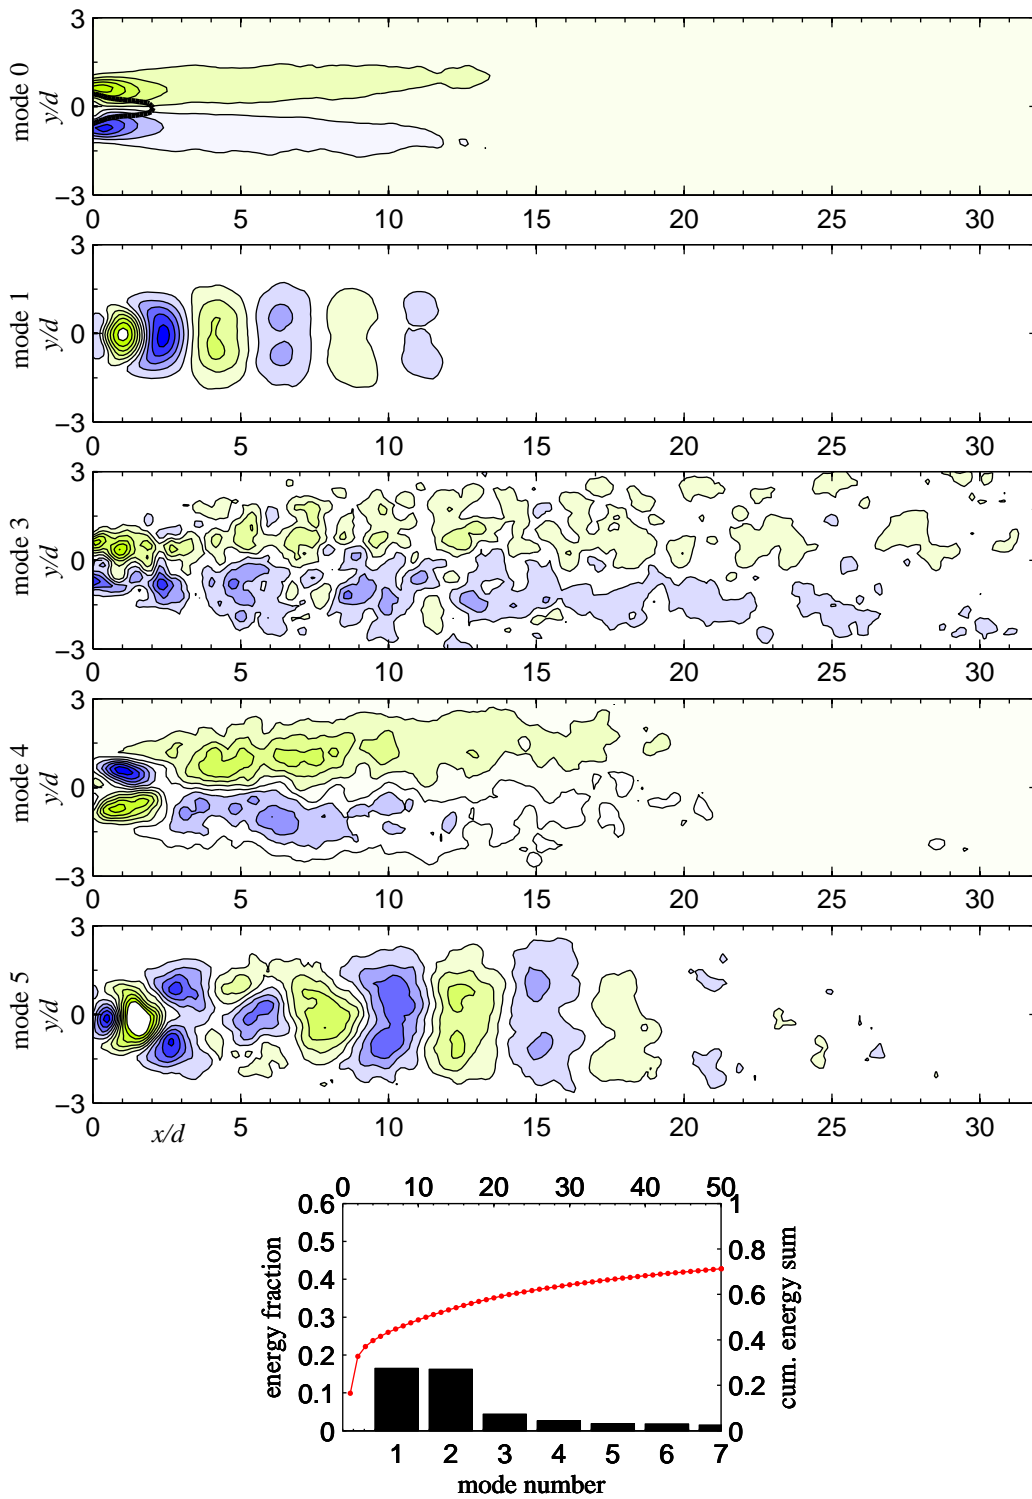 3
0
−3
mode 0
y/d
0 5 10 15 20 25 30
3
0
−3
mode 1
y/d
0 5 10 15 20 25 30
3
0
−3
mode 3
y/d
0 5 10 15 20 25 30
3
0
−3
mode 4
y/d
0 5 10 15 20 25 30
3
0
−3
mode 5
y/d
0 5 10 15 20 25 30
x/d
0 10 20 30 40 50
0.6
0.5
0.4
0.3
0.2
0.1
0
energy fraction
1
0.8
0.6
0.4
0.2
0
cum. energy sum
1 2 3 4 5 6 7
mode number